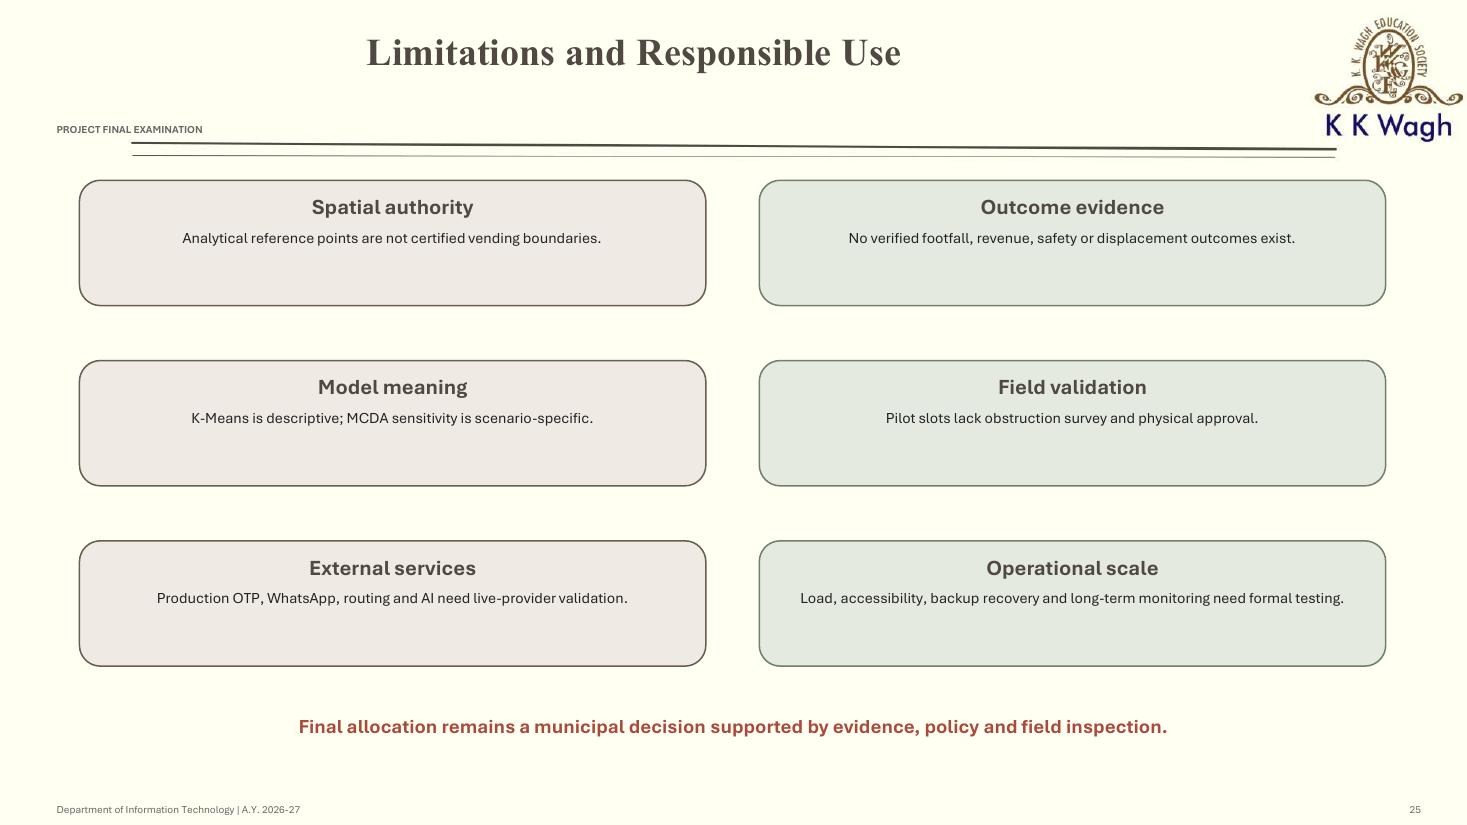 Limitations and Responsible Use
K. K. WAGH EDUCATION SOCIETY
K K Wagh
PROJECT FINAL EXAMINATION
Spatial authority
Analytical reference points are not certified vending boundaries.
Outcome evidence
No verified footfall, revenue, safety or displacement outcomes exist.
Model meaning
K-Means is descriptive; MCDA sensitivity is scenario-specific.
Field validation
Pilot slots lack obstruction survey and physical approval.
External services
Production OTP, WhatsApp, routing and AI need live-provider validation.
Operational scale
Load, accessibility, backup recovery and long-term monitoring need formal testing.
Final allocation remains a municipal decision supported by evidence, policy and field inspection.
Department of Information Technology | A.Y. 2026-27
25